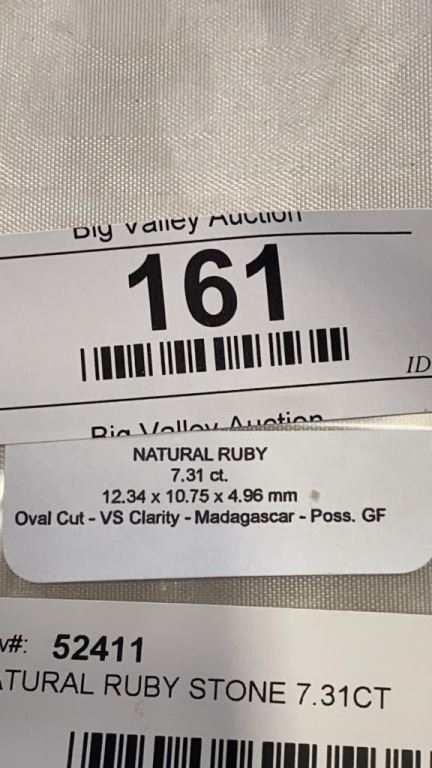 Big Valley Auction
161
ID
Big Valley Auction
NATURAL RUBY
7.31 ct.
12.34 x 10.75 x 4.96 mm
Oval Cut - VS Clarity - Madagascar - Poss. GF
v#: 52411
ATURAL RUBY STONE 7.31CT